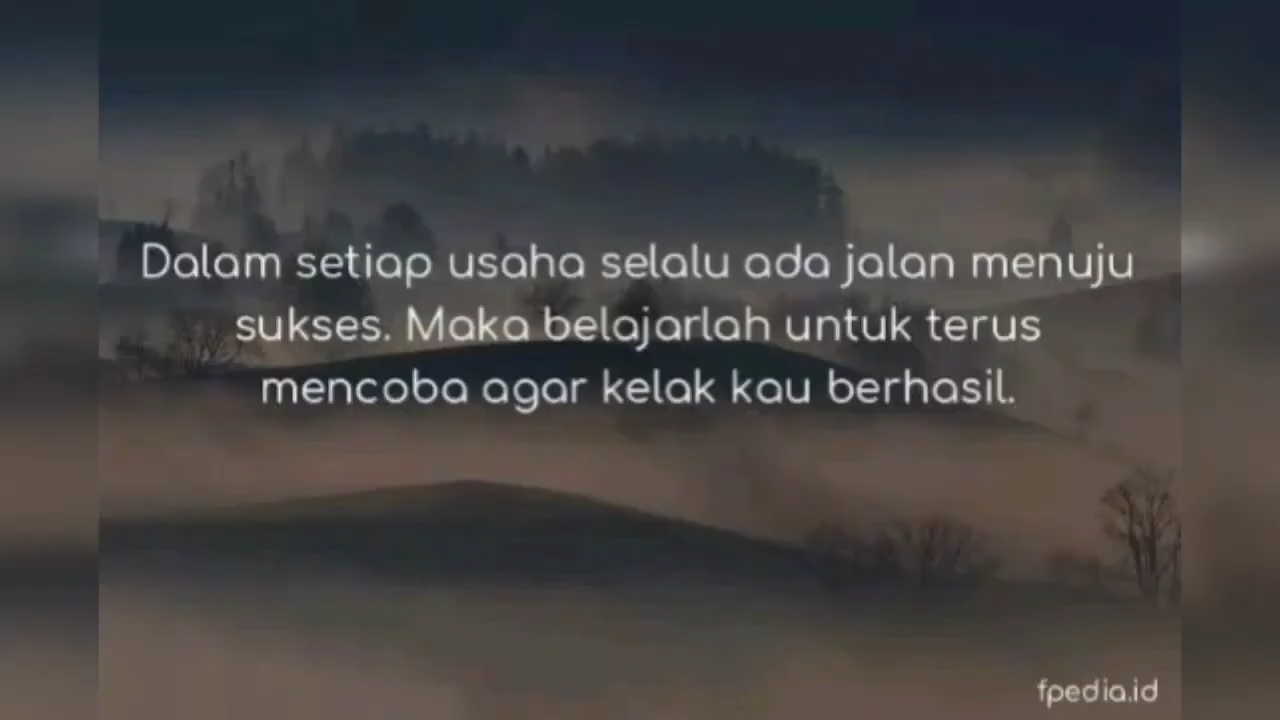 Dalam setiap usaha selalu ada jalan menuju
sukses. Maka belajarlah untuk terus
mencoba agar kelak kau berhasil.
fpedia.id